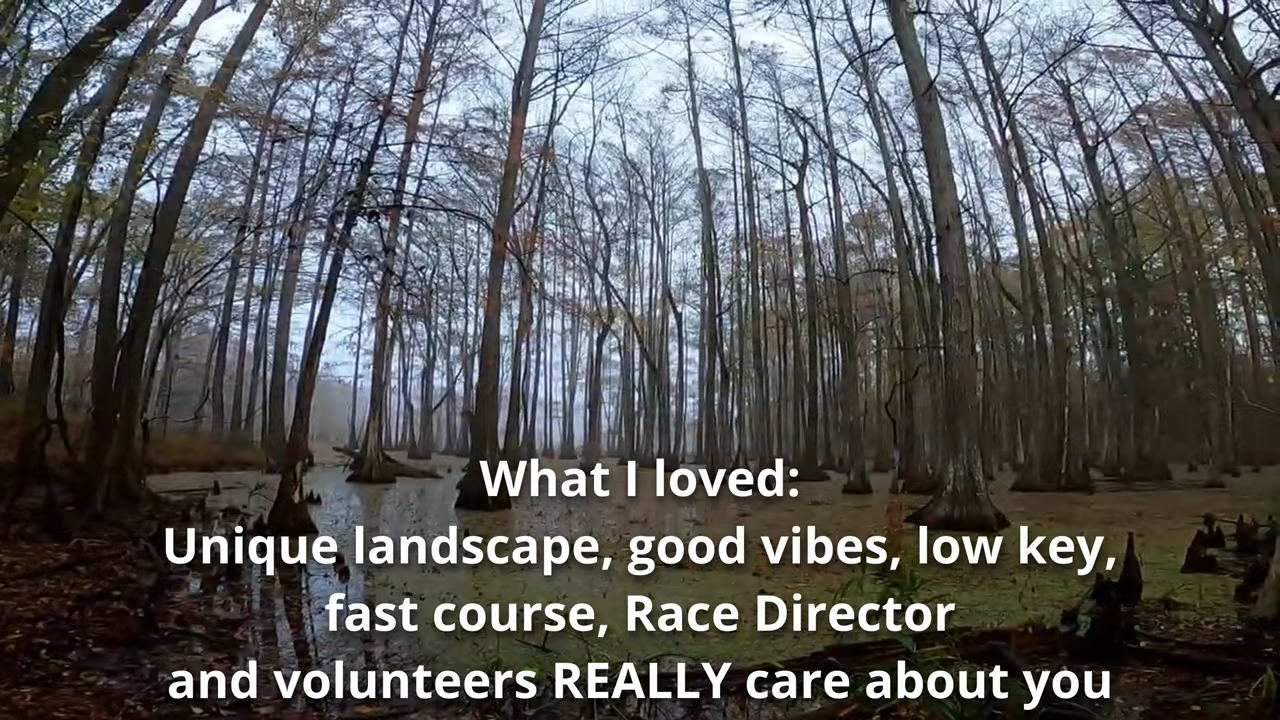 What I loved:
Unique landscape, good vibes, low key,
fast course, Race Director
and volunteers REALLY care about you